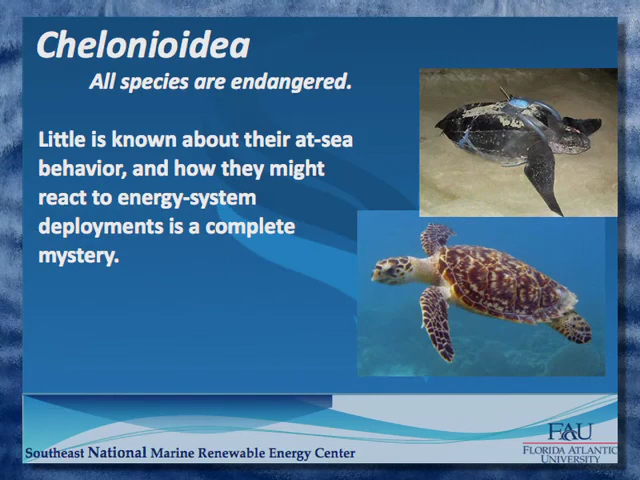 Chelonioidea
All species are endangered.
Little is known about their at-sea
behavior, and how they might
react to energy-system
deployments is a complete
mystery.
Southeast National Marine Renewable Energy Center
FAU
FLORIDA ATLANTIC
UNIVERSITY